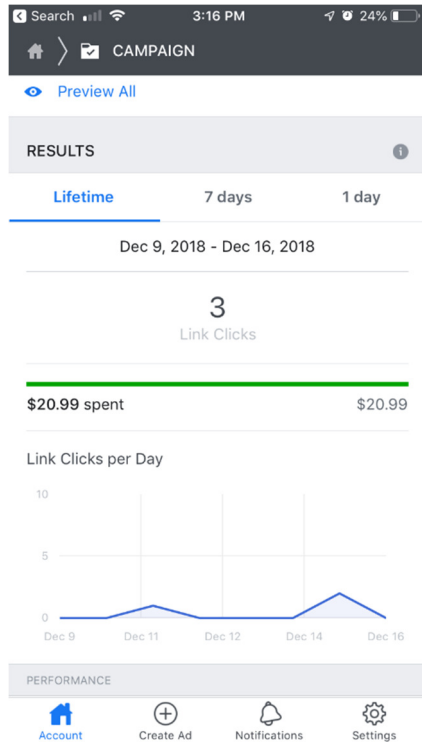 Search 3:16 PM 24%
CAMPAIGN
Preview All
RESULTS
Lifetime 7 days 1 day
Dec 9, 2018 - Dec 16, 2018
3
Link Clicks
$20.99 spent $20.99
Link Clicks per Day
10
5
0
Dec 9 Dec 11 Dec 12 Dec 14 Dec 16
PERFORMANCE
Account Create Ad Notifications Settings